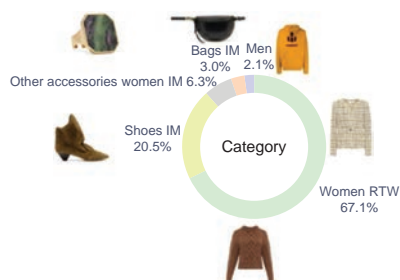 Bags IM
3.0%
Men
2.1%
Other accessories women IM 6.3%
Shoes IM
20.5%
Category
Women RTW
67.1%